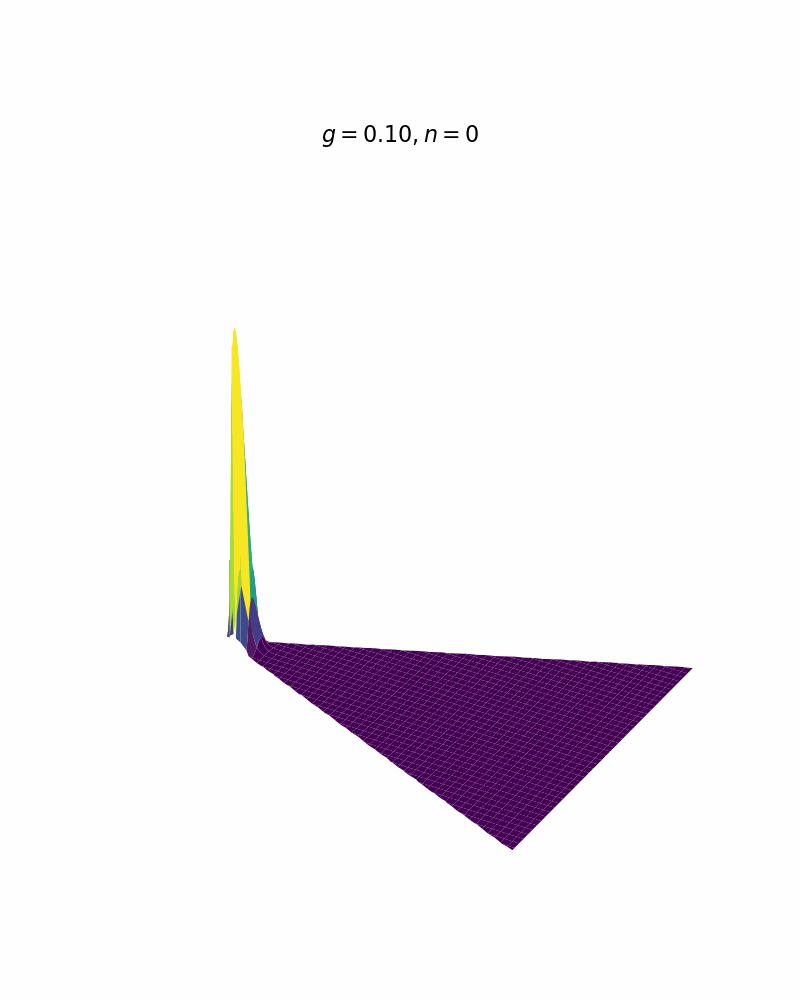 g = 0.10, n = 0